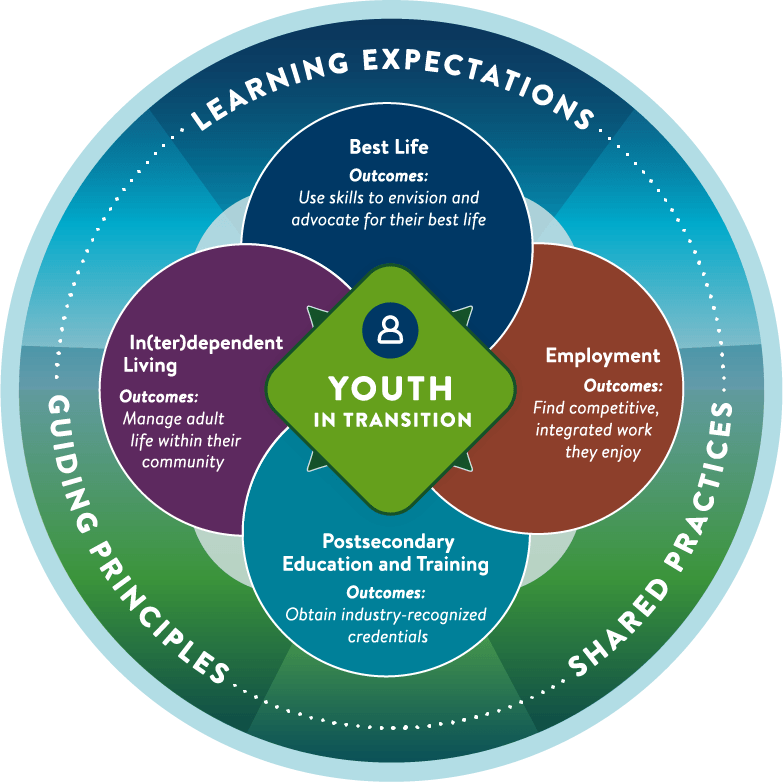 LEARNING EXPECTATIONS
Best Life
Outcomes:
Use skills to envision and
advocate for their best life
In(ter)dependent
Living
Outcomes:
Manage adult
life within their
community
YOUTH
IN TRANSITION
Employment
Outcomes:
Find competitive,
integrated work
they enjoy
Postsecondary
Education and Training
Outcomes:
Obtain industry-recognized
credentials
GUIDING PRINCIPLES
SHARED PRACTICES